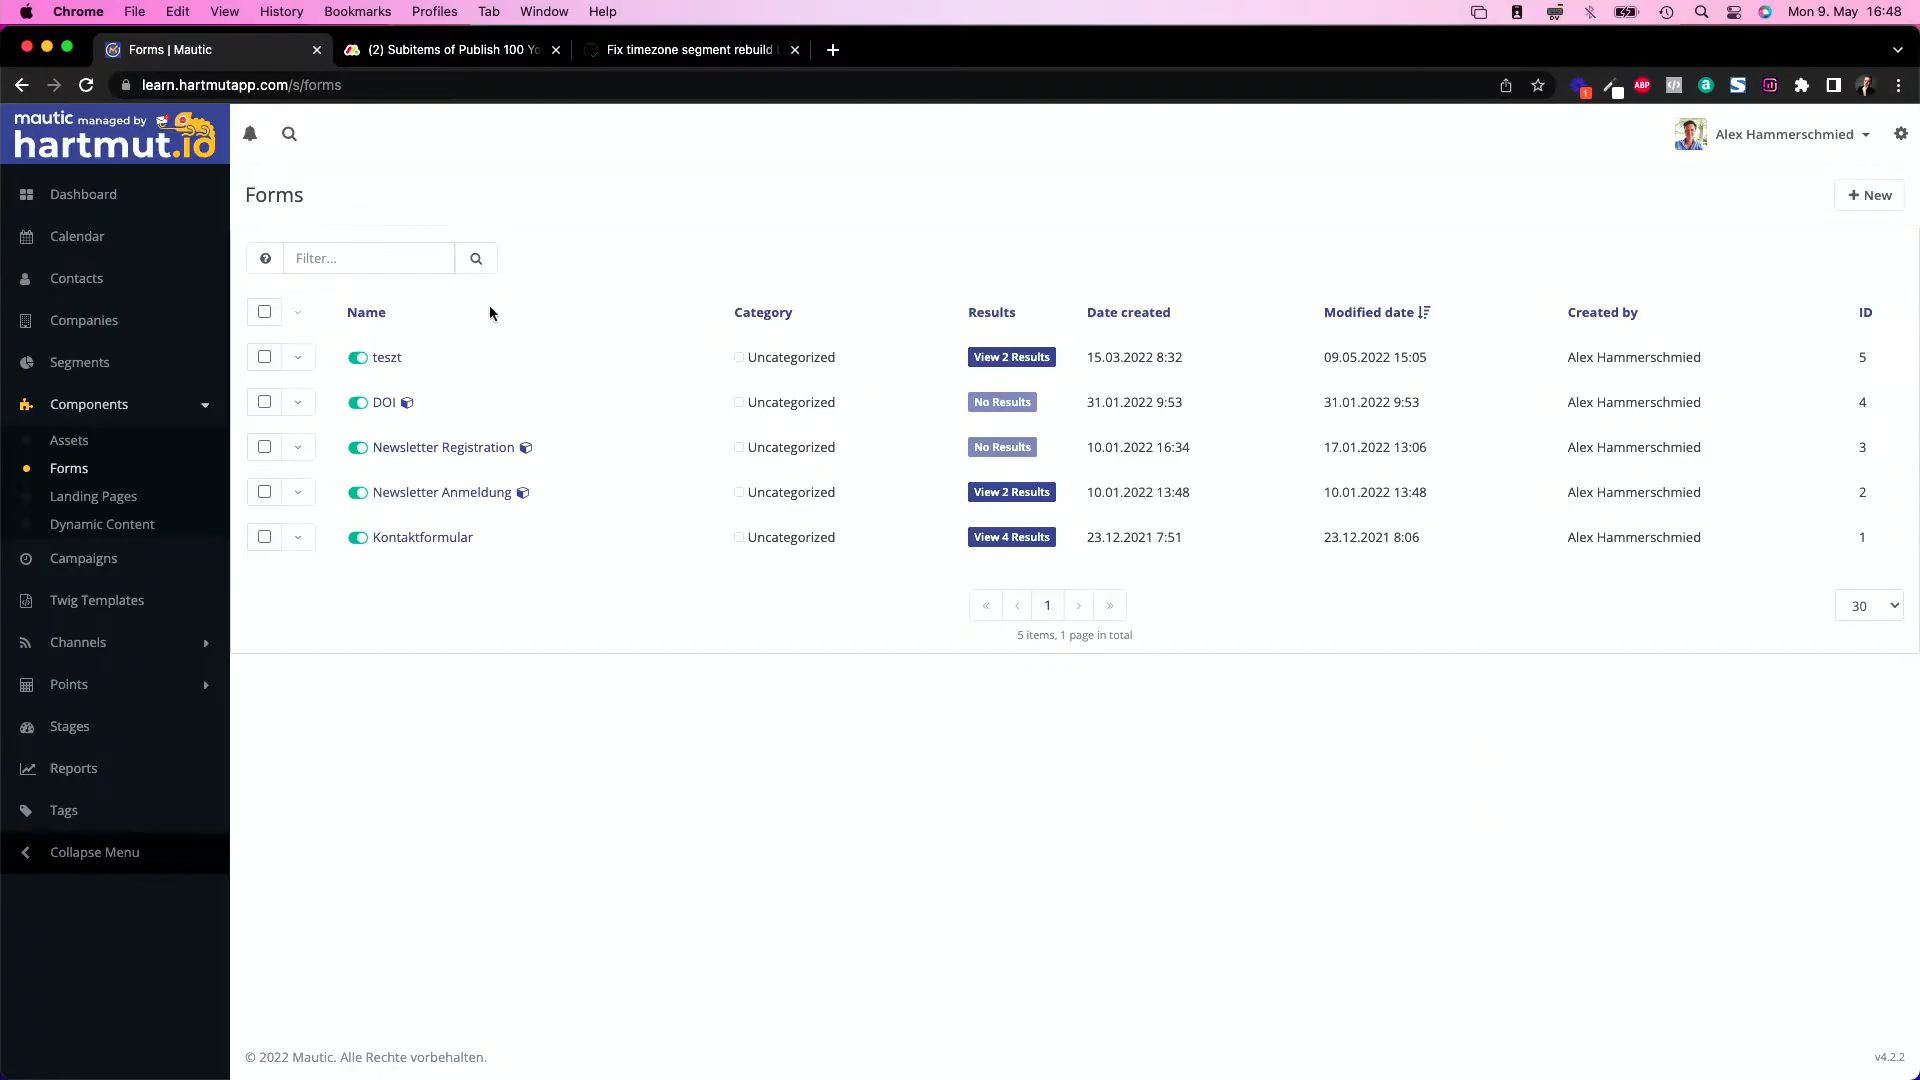 Chrome File Edit View History Bookmarks Profiles Tab Window Help Mon 9. May 16:48
Forms | Mautic (2) Subitems of Publish 100 Yo Fix timezone segment rebuild
learn.hartmutapp.com/s/forms
1 ABP
mautic managed by
hartmut.io
Alex Hammerschmied
Dashboard
Calendar
Contacts
Companies
Segments
Components
Assets
Forms
Landing Pages
Dynamic Content
Campaigns
Twig Templates
Channels
Points
Stages
Reports
Tags
Collapse Menu
Forms
+ New
Filter...
Name Category Results Date created Modified date Created by ID
teszt Uncategorized View 2 Results 15.03.2022 8:32 09.05.2022 15:05 Alex Hammerschmied 5
DOI Uncategorized No Results 31.01.2022 9:53 31.01.2022 9:53 Alex Hammerschmied 4
Newsletter Registration Uncategorized No Results 10.01.2022 16:34 17.01.2022 13:06 Alex Hammerschmied 3
Newsletter Anmeldung Uncategorized View 2 Results 10.01.2022 13:48 10.01.2022 13:48 Alex Hammerschmied 2
Kontaktformular Uncategorized View 4 Results 23.12.2021 7:51 23.12.2021 8:06 Alex Hammerschmied 1
« ‹ 1 › »
30
5 items, 1 page in total
© 2022 Mautic. Alle Rechte vorbehalten.
v4.2.2